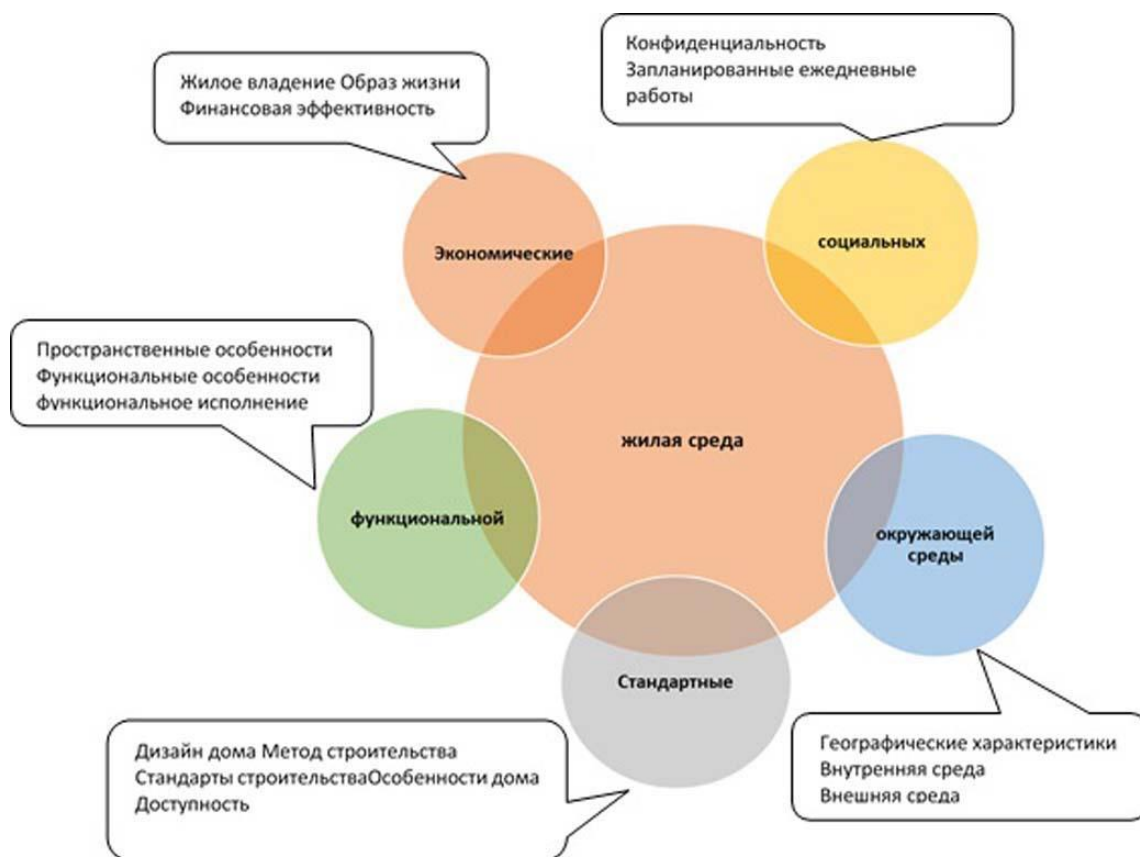 Конфиденциальность
Запланированные ежедневные
работы
Жилое владение Образ жизни
Финансовая эффективность
Экономические
социальных
Пространственные особенности
Функциональные особенности
функциональное исполнение
жилая среда
функциональной
окружающей
среды
Стандартные
Дизайн дома Метод строительства
Стандарты строительстваОсобенности дома
Доступность
Географические характеристики
Внутренняя среда
Внешняя среда